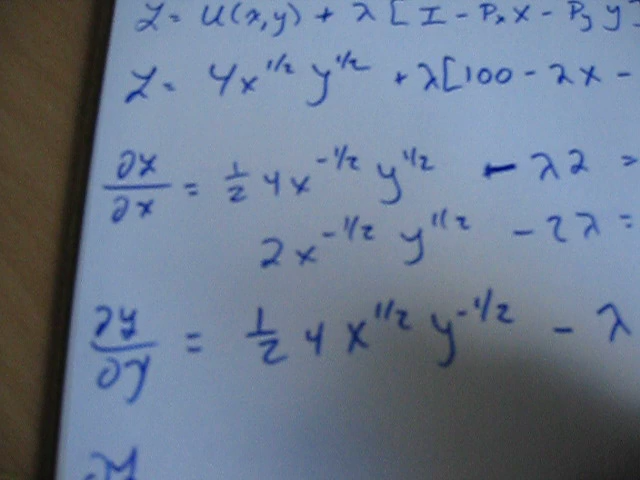 L = U(x,y) + λ [ I - PxX - Pyy]
L = 4x^1/2 y^1/2 + λ[100 - 2x -
∂X/∂x = 1/2 4x^-1/2 y^1/2 - λ2 =
2x^-1/2 y^1/2 - 2λ =
∂y/∂y = 1/2 4 x^1/2 y^-1/2 - λ